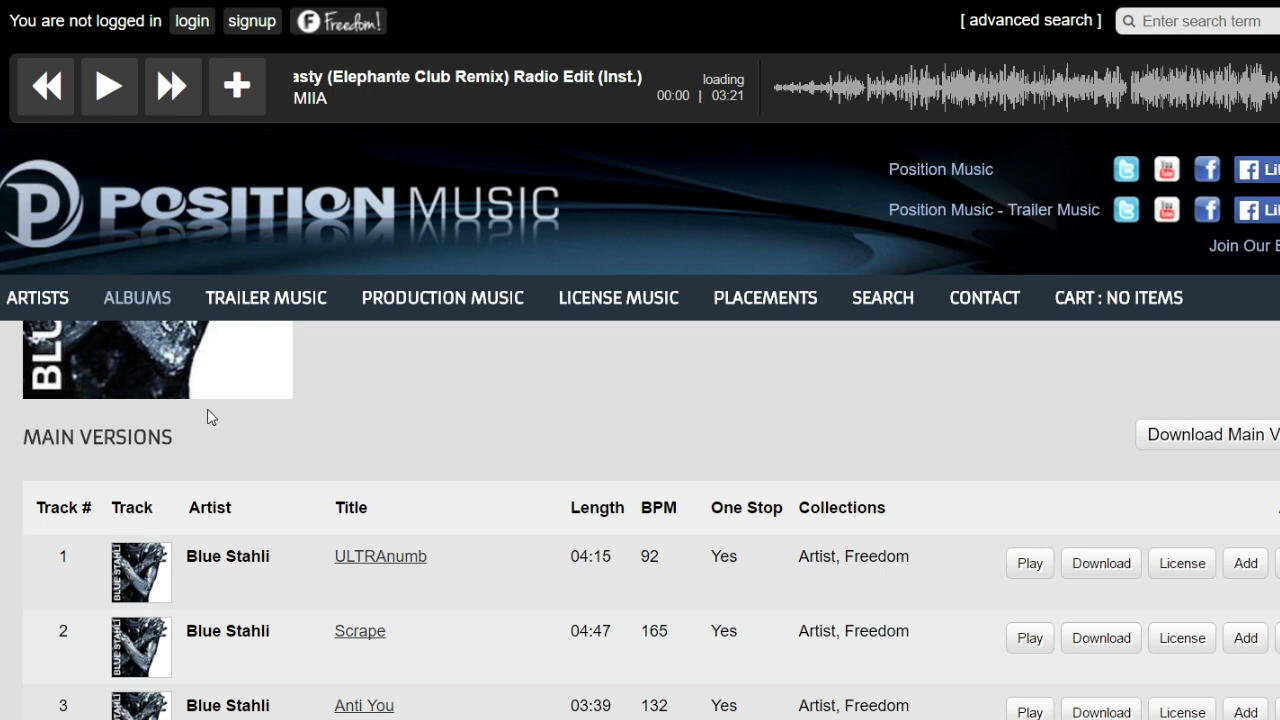 You are not logged in login signup Freedom! [ advanced search ] Enter search term
asty (Elephante Club Remix) Radio Edit (Inst.) loading
MIIA 00:00 | 03:21
Position Music
POSITION MUSIC
Position Music - Trailer Music
Join Our
ARTISTS ALBUMS TRAILER MUSIC PRODUCTION MUSIC LICENSE MUSIC PLACEMENTS SEARCH CONTACT CART : NO ITEMS
BLU
MAIN VERSIONS Download Main V
Track # Track Artist Title Length BPM One Stop Collections
1 BLUE STAHLI Blue Stahli ULTRAnumb 04:15 92 Yes Artist, Freedom Play Download License Add
2 BLUE STAHLI Blue Stahli Scrape 04:47 165 Yes Artist, Freedom Play Download License Add
3 Blue Stahli Anti You 03:39 132 Yes Artist, Freedom Play Download License Add